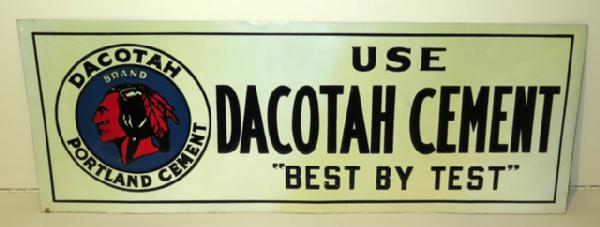 DACOTAH
BRAND
PORTLAND CEMENT
USE
DACOTAH CEMENT
"BEST BY TEST"